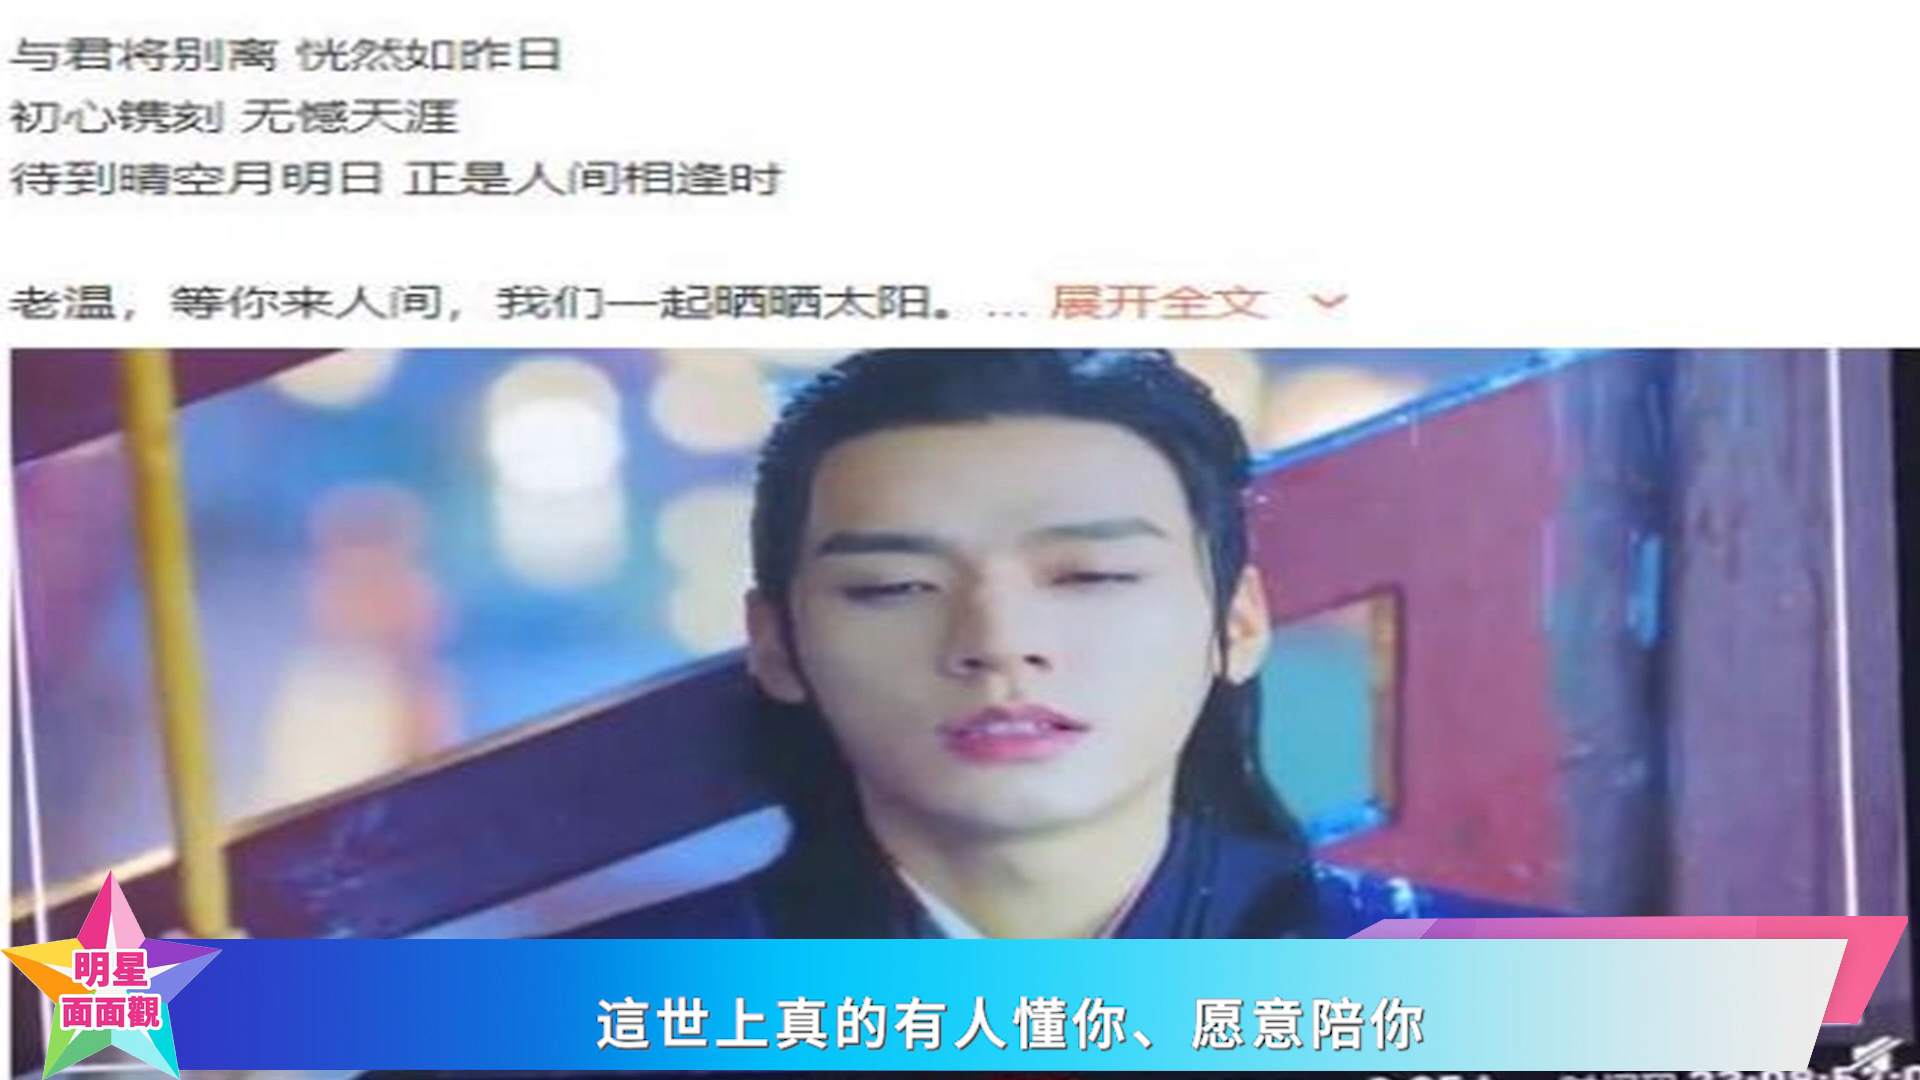 与君将别离 恍然如昨日
初心镌刻 无憾天涯
待到晴空月明日 正是人间相逢时
老温，等你来人间，我们一起晒晒太阳。... 展开全文
明星
面面觀
這世上真的有人懂你、愿意陪你